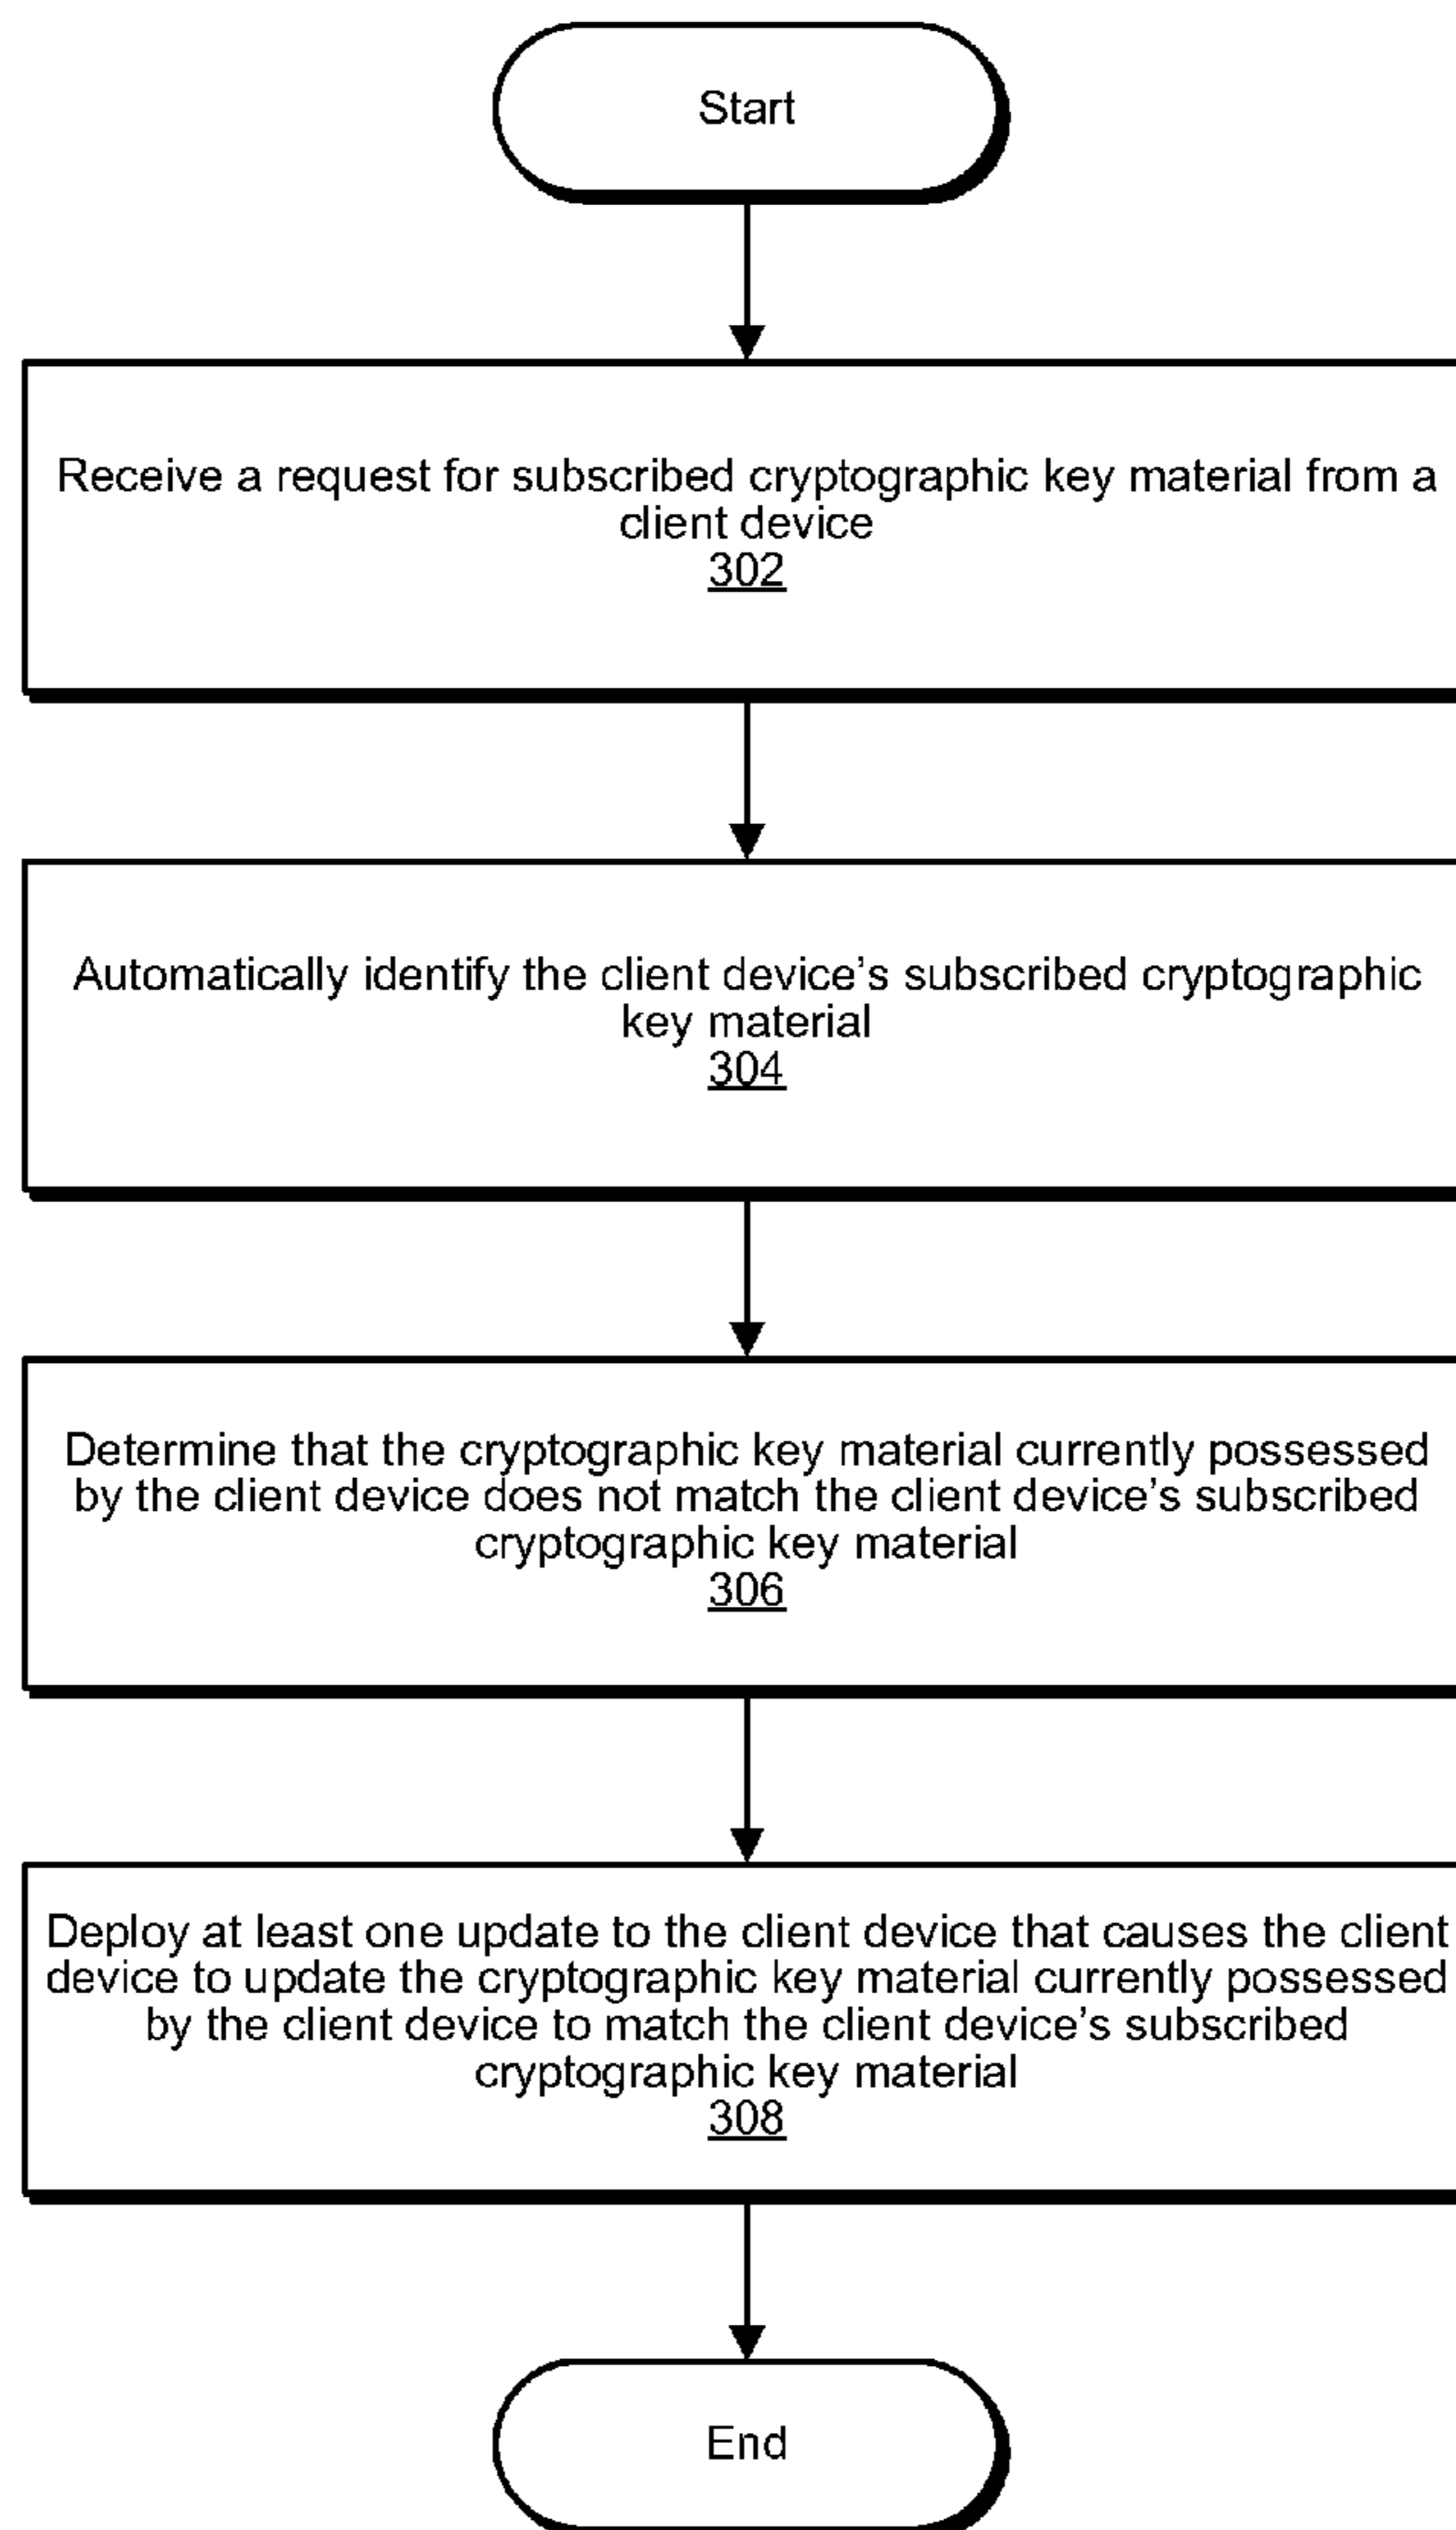 Start
Receive a request for subscribed cryptographic key material from a
client device
302
Automatically identify the client device's subscribed cryptographic
key material
304
Determine that the cryptographic key material currently possessed
by the client device does not match the client device's subscribed
cryptographic key material
306
Deploy at least one update to the client device that causes the client
device to update the cryptographic key material currently possessed
by the client device to match the client device's subscribed
cryptographic key material
308
End